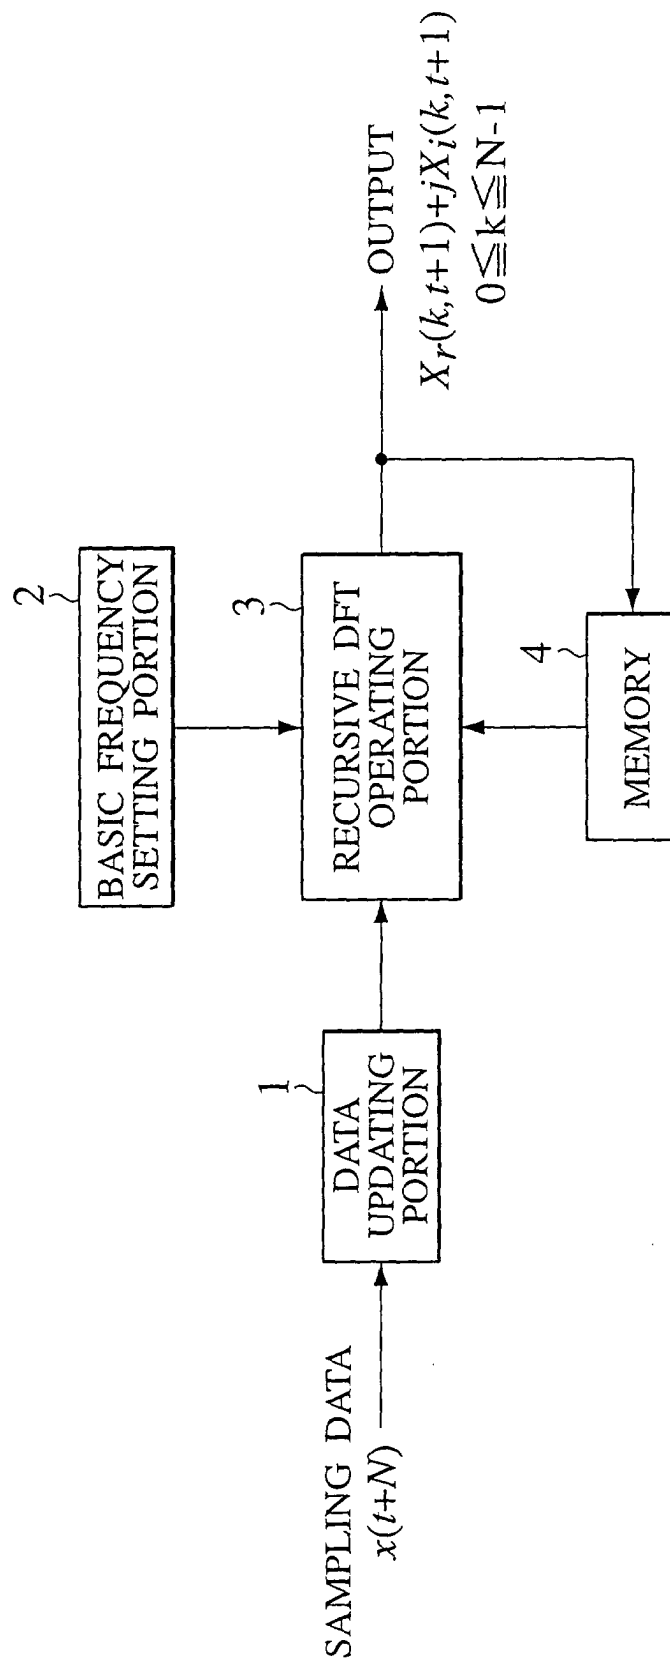 SAMPLING DATA
x(t+N)
1
DATA
UPDATING
PORTION
2
BASIC FREQUENCY
SETTING PORTION
3
RECURSIVE DFT
OPERATING
PORTION
4
MEMORY
OUTPUT
Xr(k,t+1)+jXi(k,t+1)
0≦k≦N-1